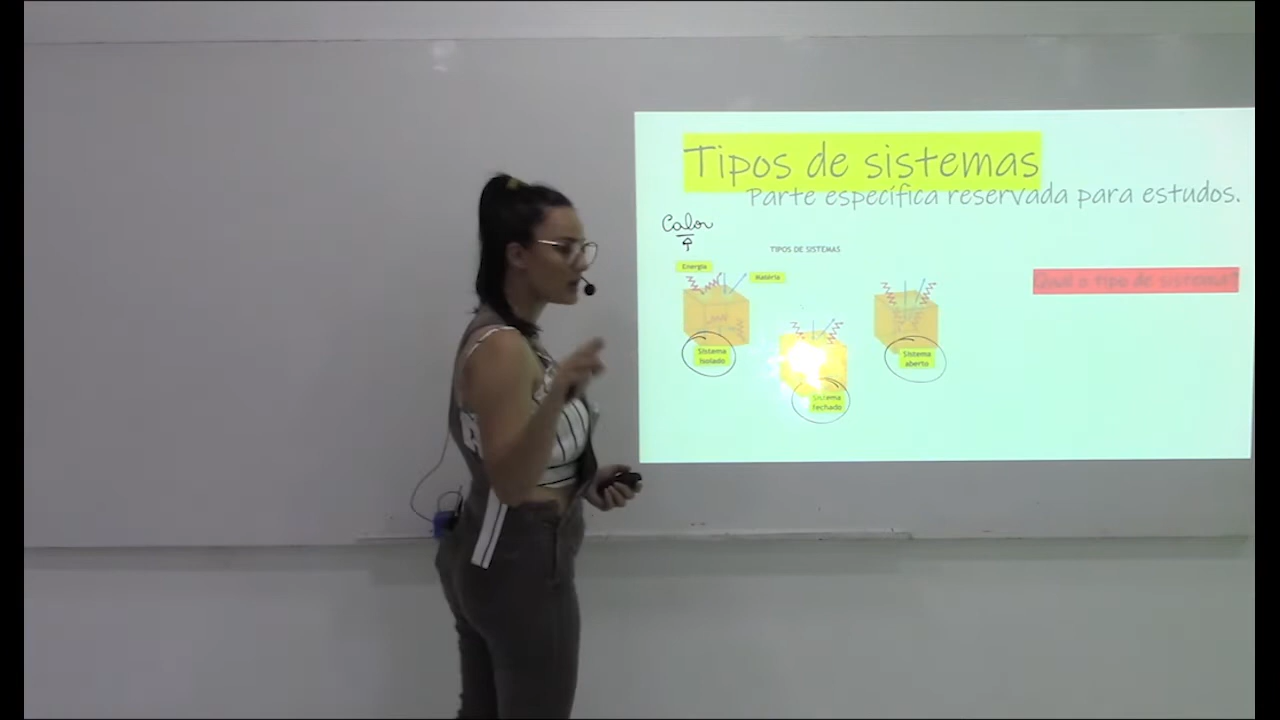 Tipos de sistemas
Parte específica reservada para estudos.
Calor
TIPOS DE SISTEMAS
Energia
Matéria
Qual o tipo de sistema?
Sistema
isolado
Sistema
aberto
Sistema
fechado